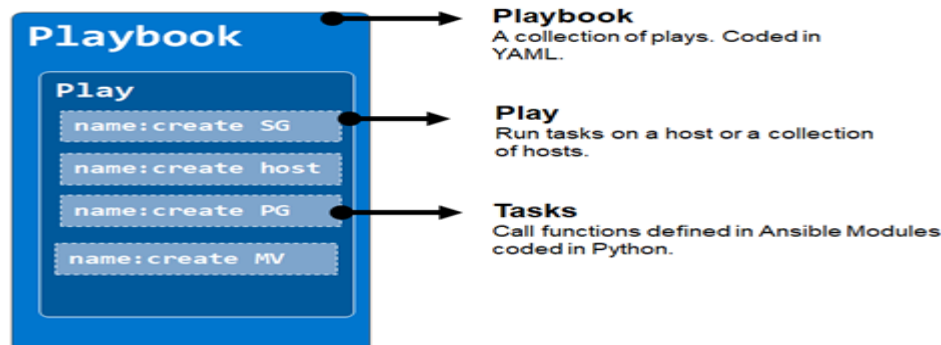 Playbook
Play
name:create SG
name:create host
name:create PG
name:create MV
Playbook
A collection of plays. Coded in
YAML.
Play
Run tasks on a host or a collection
of hosts.
Tasks
Call functions defined in Ansible Modules
coded in Python.